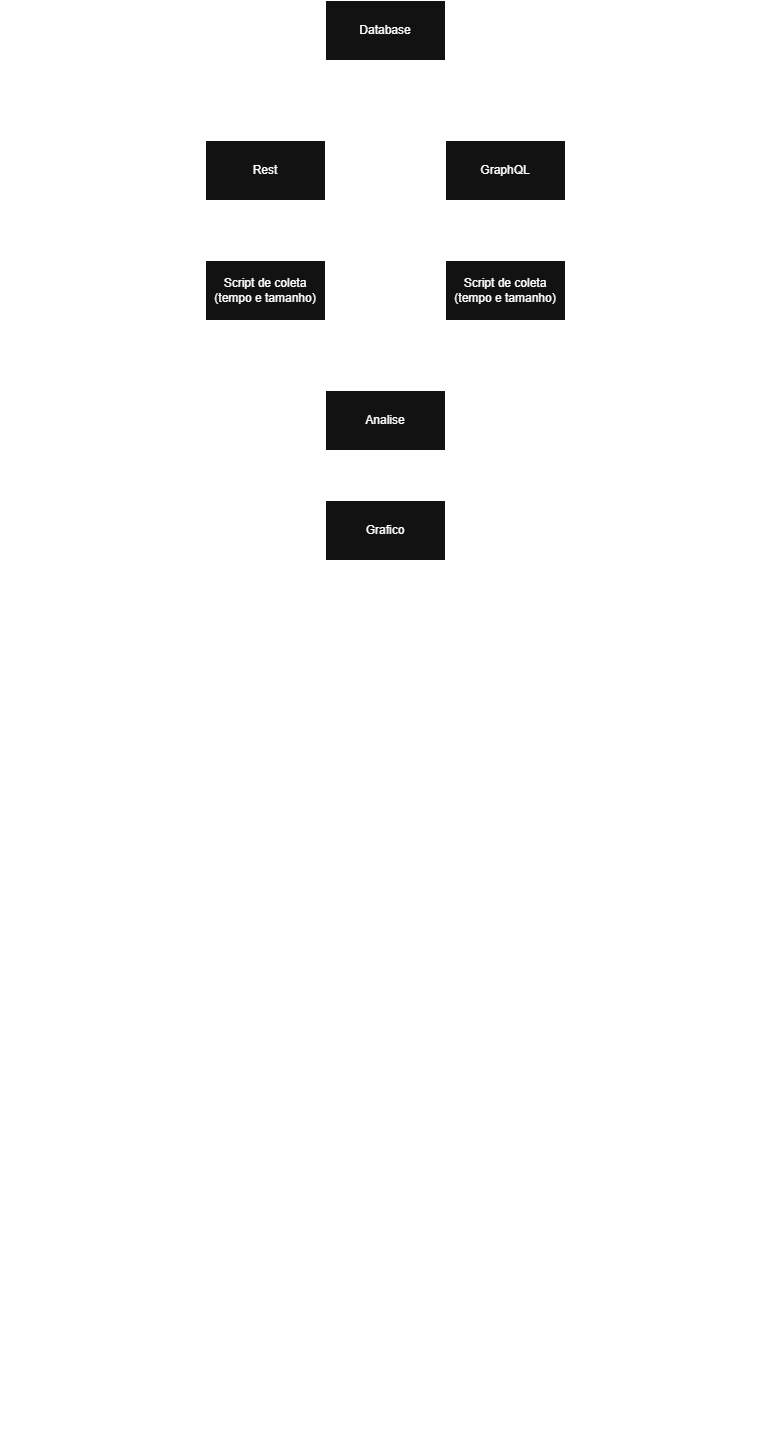 Database
Rest
GraphQL
Script de coleta
(tempo e tamanho)
Script de coleta
(tempo e tamanho)
Analise
Grafico